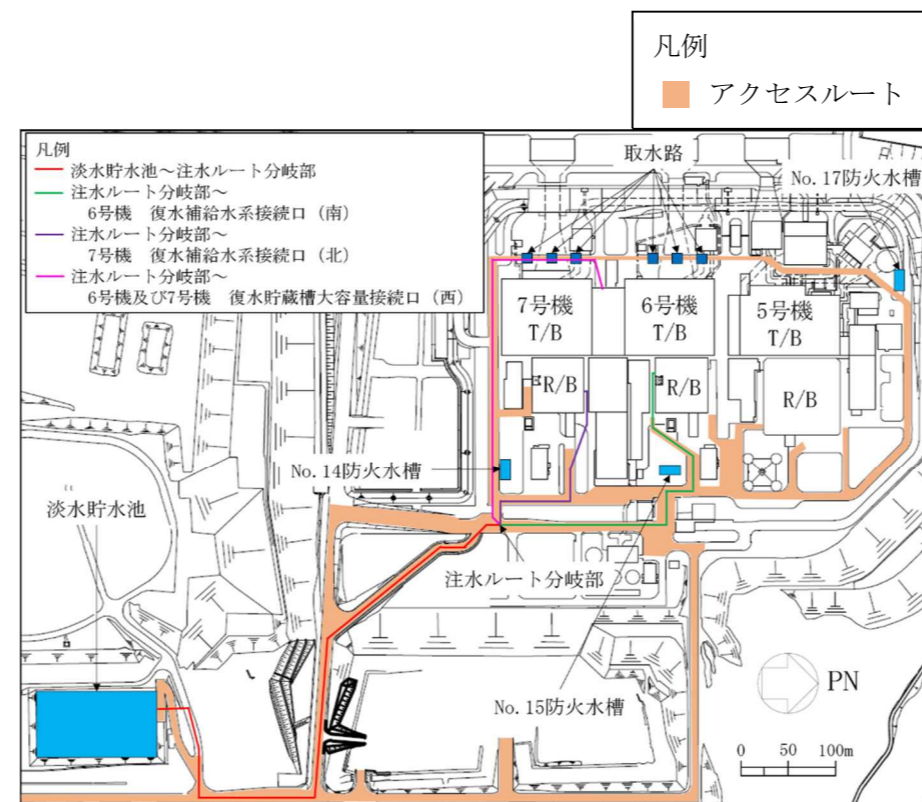 凡例
アクセスルート
凡例
淡水貯水池～注水ルート分岐部
注水ルート分岐部～
6号機　復水補給水系接続口（南）
注水ルート分岐部～
7号機　復水補給水系接続口（北）
注水ルート分岐部～
6号機及び7号機　復水貯蔵槽大容量接続口（西）
取水路
No.17防火水槽
7号機
T/B
6号機
T/B
5号機
T/B
R/B
R/B
R/B
No.14防火水槽
淡水貯水池
注水ルート分岐部
No.15防火水槽
PN
0 50 100m